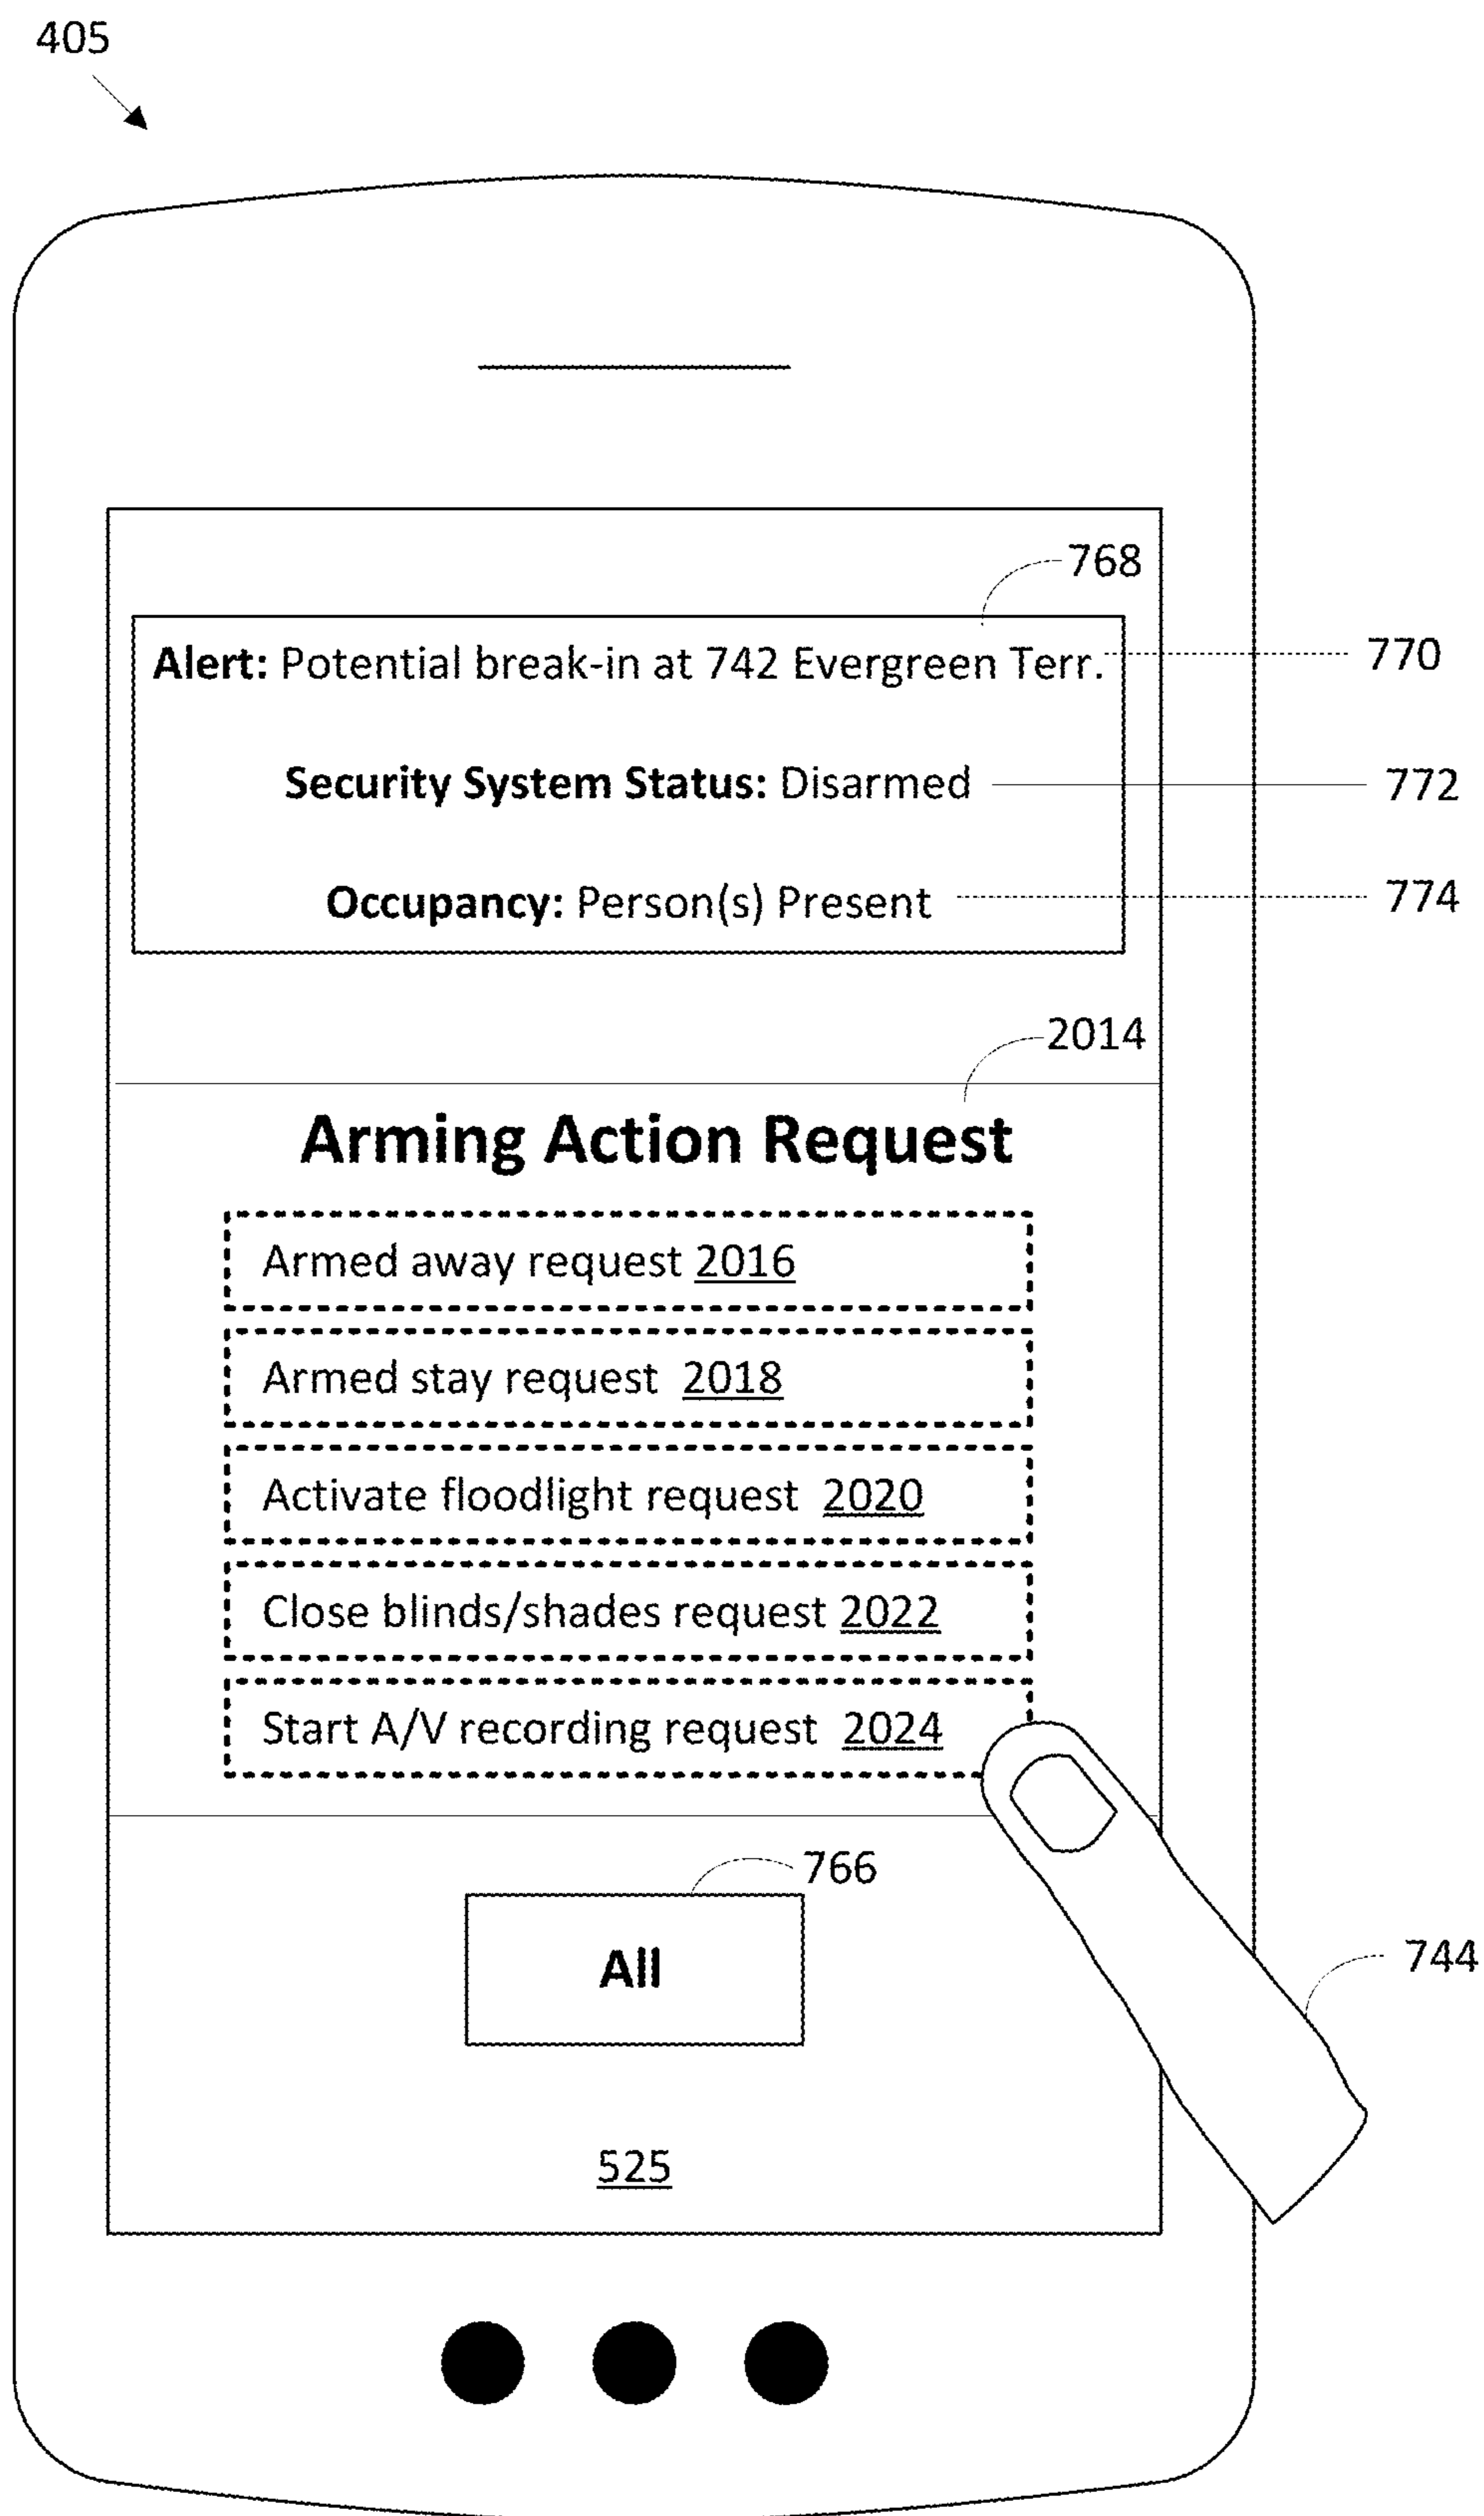 405
768
Alert: Potential break-in at 742 Evergreen Terr.
770
Security System Status: Disarmed
772
Occupancy: Person(s) Present
774
2014
Arming Action Request
Armed away request 2016
Armed stay request 2018
Activate floodlight request 2020
Close blinds/shades request 2022
Start A/V recording request 2024
766
All
744
525